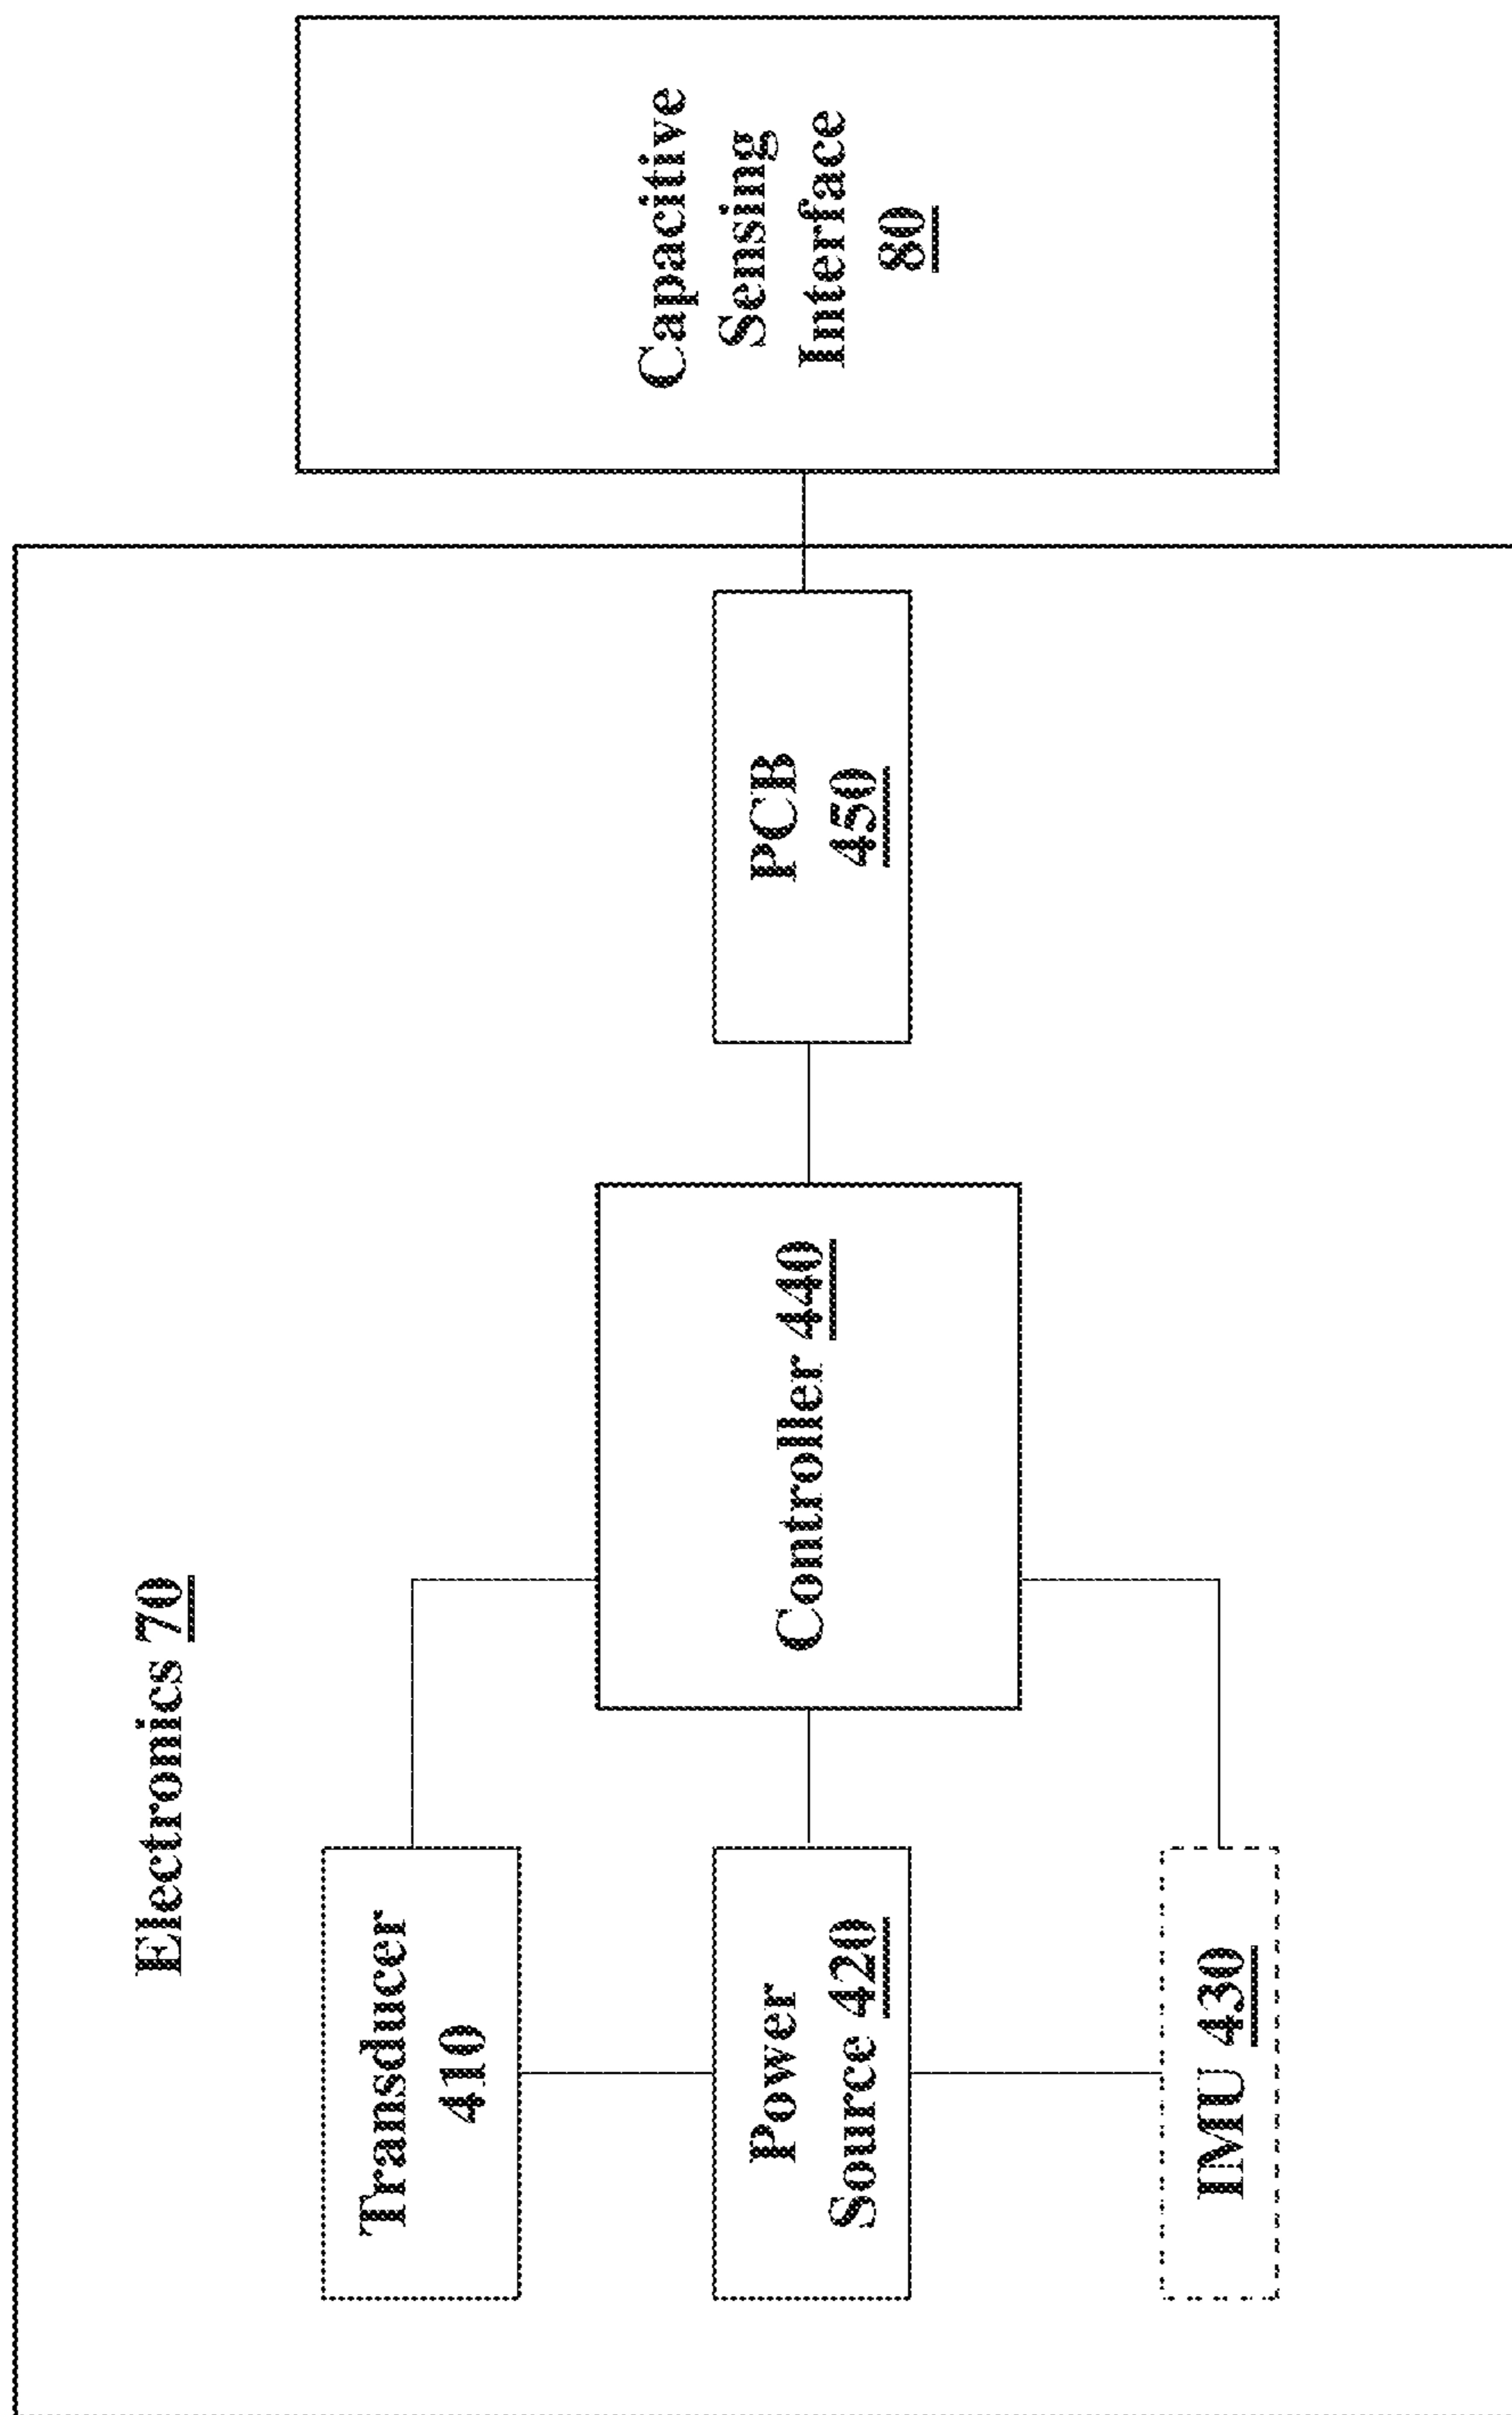 Electronics 70
Transducer
410
Power
Source 420
IMU 430
Controller 440
PCB
450
Capacitive
Sensing
Interface
80